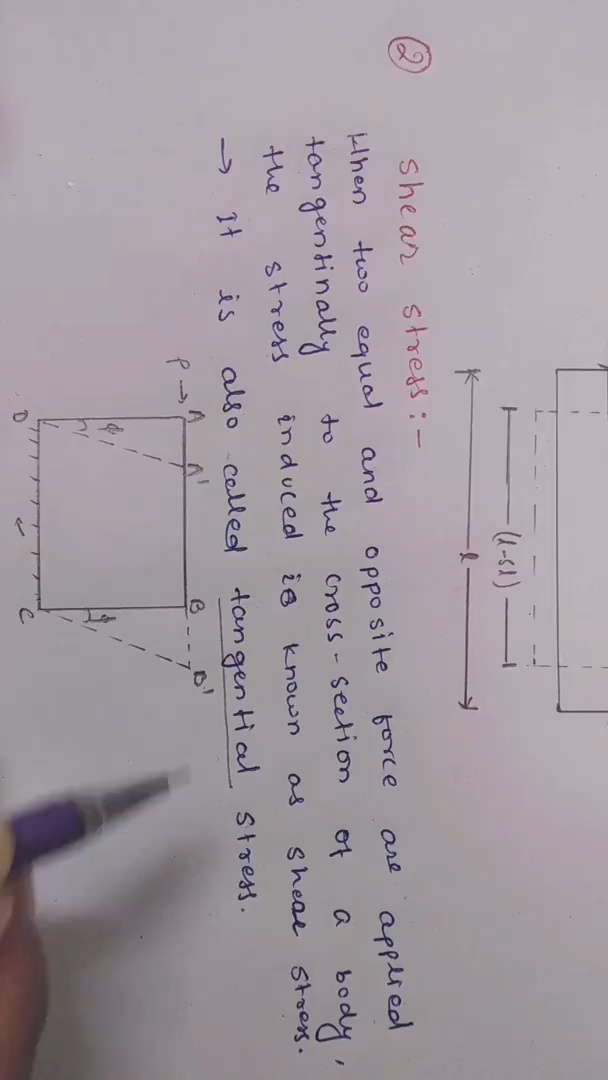 l
(l-δl)
② Shear stress:-
When two equal and opposite force are applied
tangentinally to the cross-section of a body,
the stress induced is known as shear stress.
→ it is also called tangential stress.
P→ A A' B B'
ϕ ϕ
D C